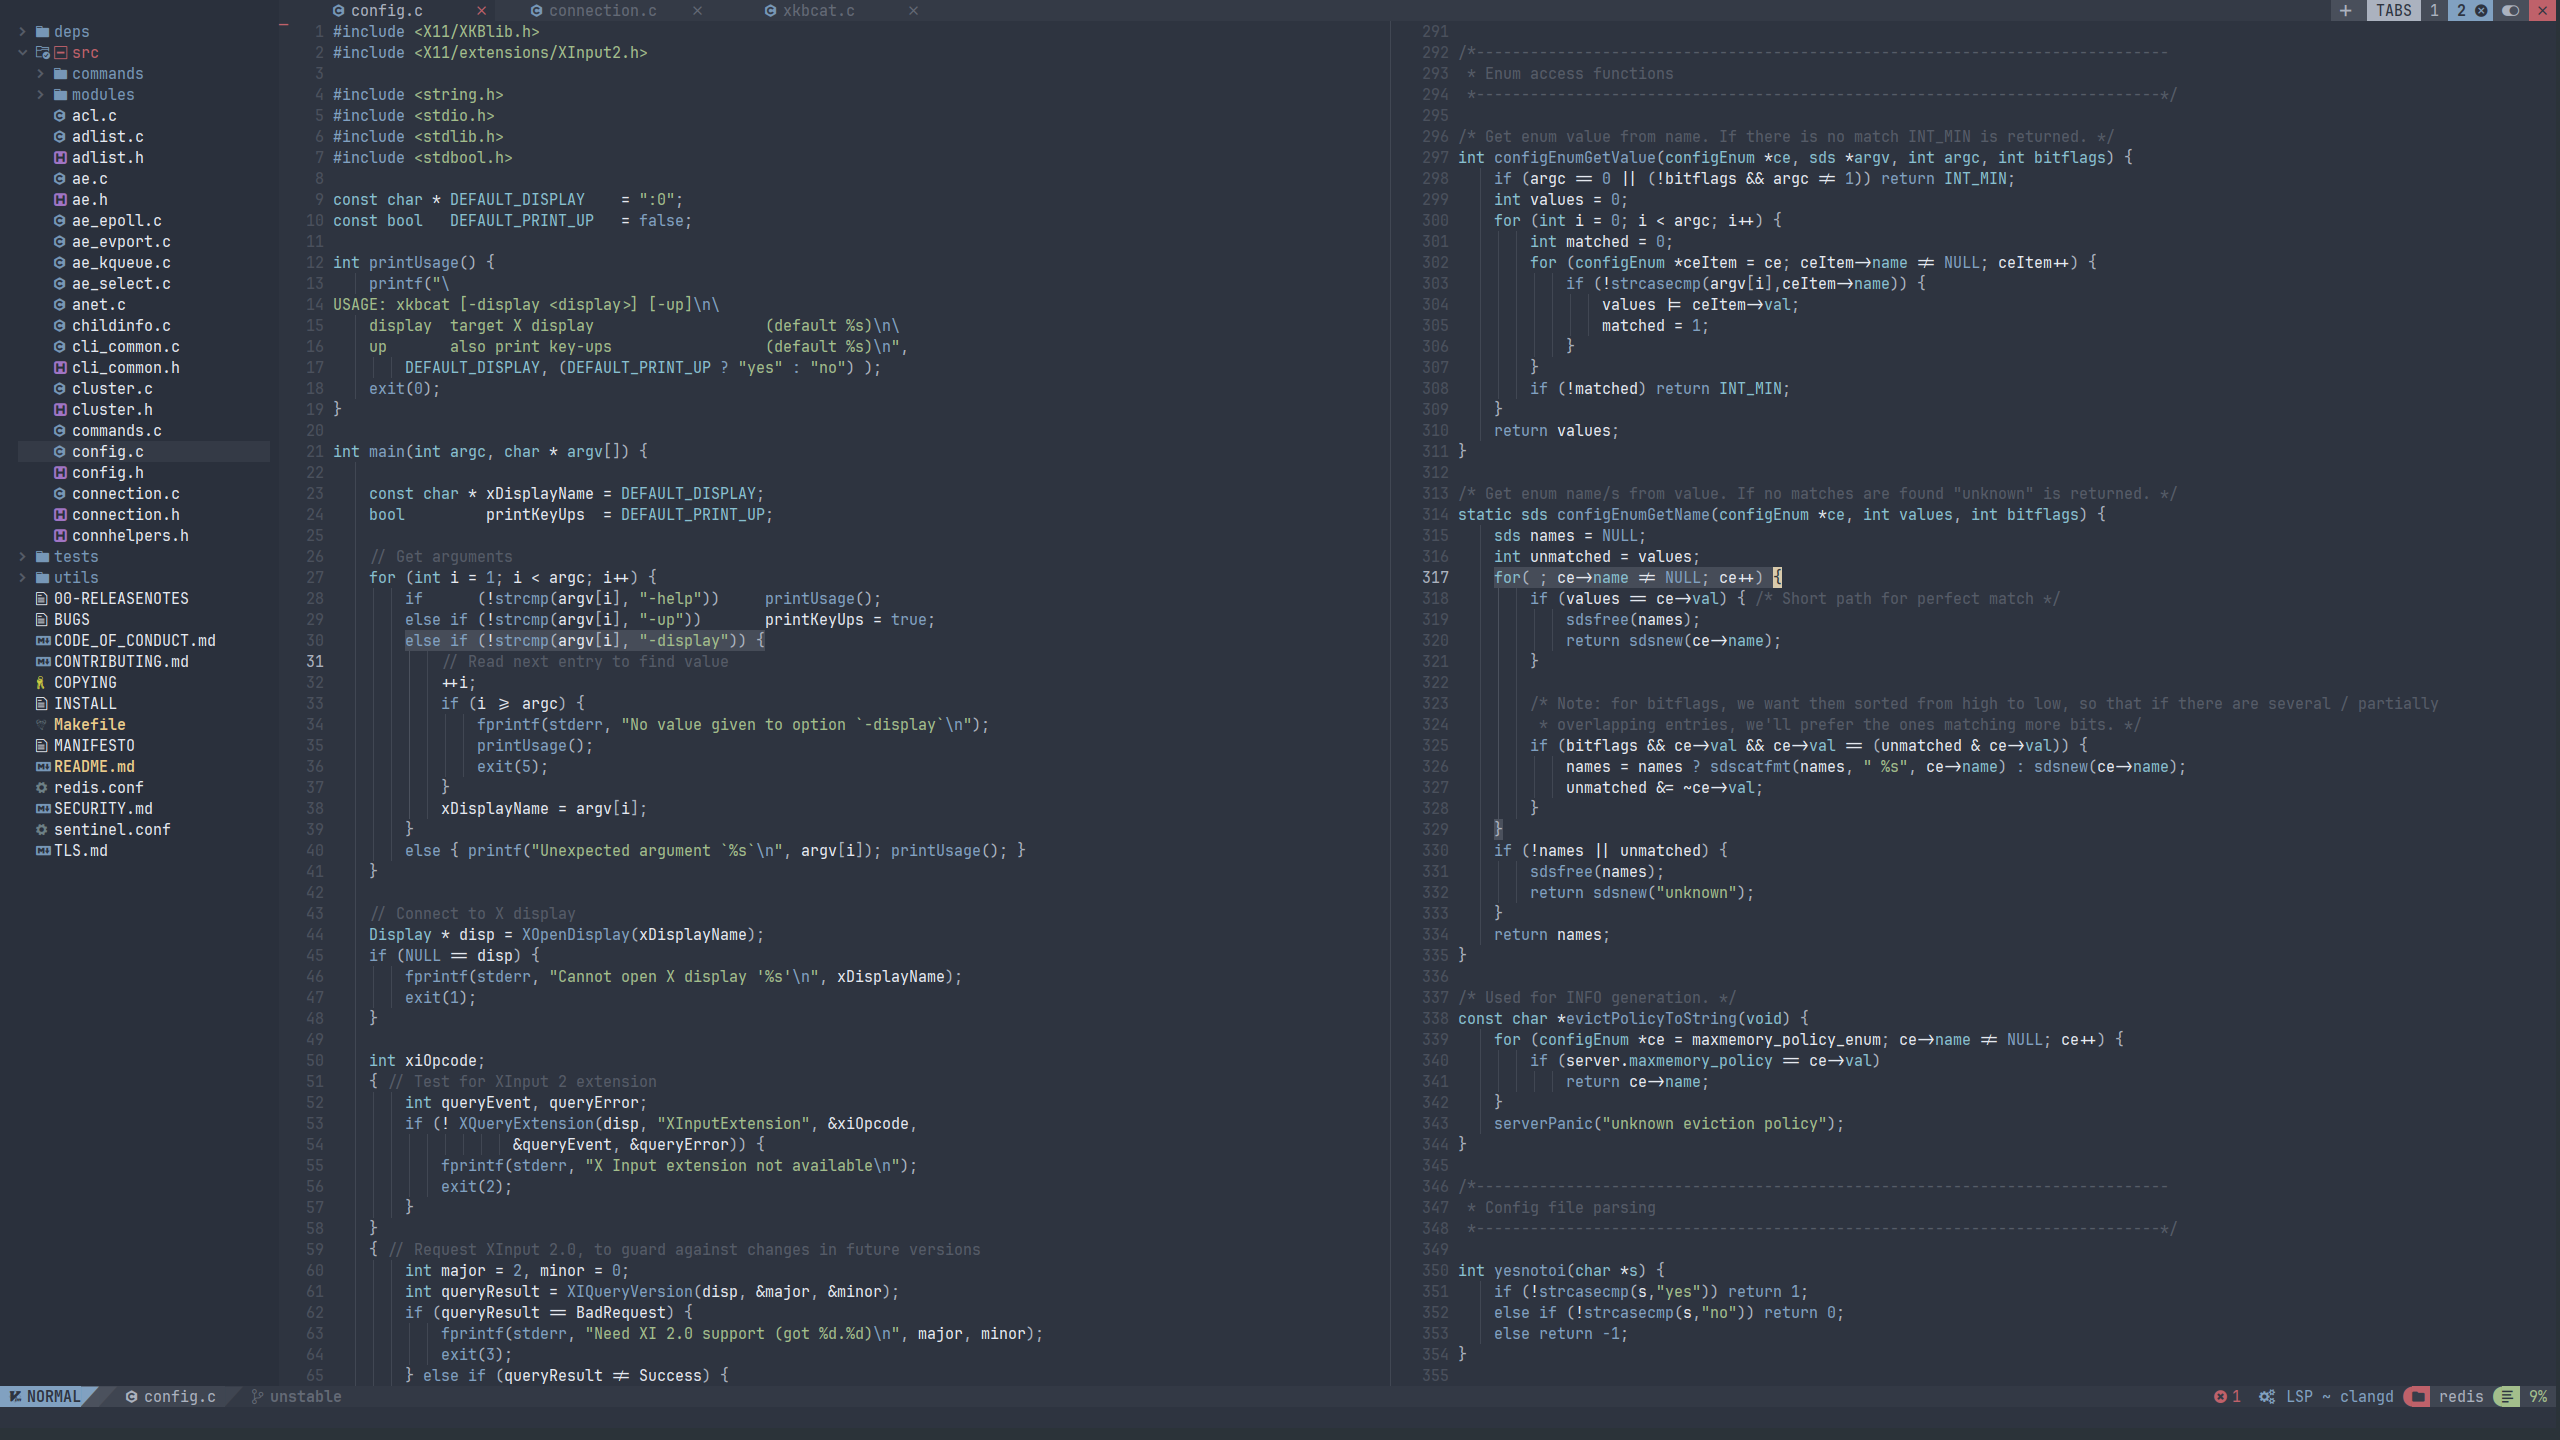 config.c connection.c xkbcat.c TABS 1 2
deps
src
commands
modules
acl.c
adlist.c
adlist.h
ae.c
ae.h
ae_epoll.c
ae_evport.c
ae_kqueue.c
ae_select.c
anet.c
childinfo.c
cli_common.c
cli_common.h
cluster.c
cluster.h
commands.c
config.c
config.h
connection.c
connection.h
connhelpers.h
tests
utils
00-RELEASENOTES
BUGS
CODE_OF_CONDUCT.md
CONTRIBUTING.md
COPYING
INSTALL
Makefile
MANIFESTO
README.md
redis.conf
SECURITY.md
sentinel.conf
TLS.md
1 #include <X11/XKBlib.h>
2 #include <X11/extensions/XInput2.h>
3
4 #include <string.h>
5 #include <stdio.h>
6 #include <stdlib.h>
7 #include <stdbool.h>
8
9 const char * DEFAULT_DISPLAY    = ":0";
10 const bool   DEFAULT_PRINT_UP   = false;
11
12 int printUsage() {
13     printf("\
14 USAGE: xkbcat [-display <display>] [-up]\n\
15     display  target X display                   (default %s)\n\
16     up       also print key-ups                 (default %s)\n",
17         DEFAULT_DISPLAY, (DEFAULT_PRINT_UP ? "yes" : "no") );
18     exit(0);
19 }
20
21 int main(int argc, char * argv[]) {
22
23     const char * xDisplayName = DEFAULT_DISPLAY;
24     bool         printKeyUps  = DEFAULT_PRINT_UP;
25
26     // Get arguments
27     for (int i = 1; i < argc; i++) {
28         if      (!strcmp(argv[i], "-help"))     printUsage();
29         else if (!strcmp(argv[i], "-up"))       printKeyUps = true;
30         else if (!strcmp(argv[i], "-display")) {
31             // Read next entry to find value
32             ++i;
33             if (i >= argc) {
34                 fprintf(stderr, "No value given to option `-display`\n");
35                 printUsage();
36                 exit(5);
37             }
38             xDisplayName = argv[i];
39         }
40         else { printf("Unexpected argument `%s`\n", argv[i]); printUsage(); }
41     }
42
43     // Connect to X display
44     Display * disp = XOpenDisplay(xDisplayName);
45     if (NULL == disp) {
46         fprintf(stderr, "Cannot open X display '%s'\n", xDisplayName);
47         exit(1);
48     }
49
50     int xiOpcode;
51     { // Test for XInput 2 extension
52         int queryEvent, queryError;
53         if (! XQueryExtension(disp, "XInputExtension", &xiOpcode,
54                     &queryEvent, &queryError)) {
55             fprintf(stderr, "X Input extension not available\n");
56             exit(2);
57         }
58     }
59     { // Request XInput 2.0, to guard against changes in future versions
60         int major = 2, minor = 0;
61         int queryResult = XIQueryVersion(disp, &major, &minor);
62         if (queryResult == BadRequest) {
63             fprintf(stderr, "Need XI 2.0 support (got %d.%d)\n", major, minor);
64             exit(3);
65         } else if (queryResult != Success) {
291
292 /*-----------------------------------------------------------------------------
293  * Enum access functions
294  *----------------------------------------------------------------------------*/
295
296 /* Get enum value from name. If there is no match INT_MIN is returned. */
297 int configEnumGetValue(configEnum *ce, sds *argv, int argc, int bitflags) {
298     if (argc == 0 || (!bitflags && argc != 1)) return INT_MIN;
299     int values = 0;
300     for (int i = 0; i < argc; i++) {
301         int matched = 0;
302         for (configEnum *ceItem = ce; ceItem->name != NULL; ceItem++) {
303             if (!strcasecmp(argv[i],ceItem->name)) {
304                 values |= ceItem->val;
305                 matched = 1;
306             }
307         }
308         if (!matched) return INT_MIN;
309     }
310     return values;
311 }
312
313 /* Get enum name/s from value. If no matches are found "unknown" is returned. */
314 static sds configEnumGetName(configEnum *ce, int values, int bitflags) {
315     sds names = NULL;
316     int unmatched = values;
317     for( ; ce->name != NULL; ce++) {
318         if (values == ce->val) { /* Short path for perfect match */
319             sdsfree(names);
320             return sdsnew(ce->name);
321         }
322
323         /* Note: for bitflags, we want them sorted from high to low, so that if there are several / partially
324          * overlapping entries, we'll prefer the ones matching more bits. */
325         if (bitflags && ce->val && ce->val == (unmatched & ce->val)) {
326             names = names ? sdscatfmt(names, " %s", ce->name) : sdsnew(ce->name);
327             unmatched &= ~ce->val;
328         }
329     }
330     if (!names || unmatched) {
331         sdsfree(names);
332         return sdsnew("unknown");
333     }
334     return names;
335 }
336
337 /* Used for INFO generation. */
338 const char *evictPolicyToString(void) {
339     for (configEnum *ce = maxmemory_policy_enum; ce->name != NULL; ce++) {
340         if (server.maxmemory_policy == ce->val)
341             return ce->name;
342     }
343     serverPanic("unknown eviction policy");
344 }
345
346 /*-----------------------------------------------------------------------------
347  * Config file parsing
348  *----------------------------------------------------------------------------*/
349
350 int yesnotoi(char *s) {
351     if (!strcasecmp(s,"yes")) return 1;
352     else if (!strcasecmp(s,"no")) return 0;
353     else return -1;
354 }
355
NORMAL config.c unstable 1 LSP ~ clangd redis 9%